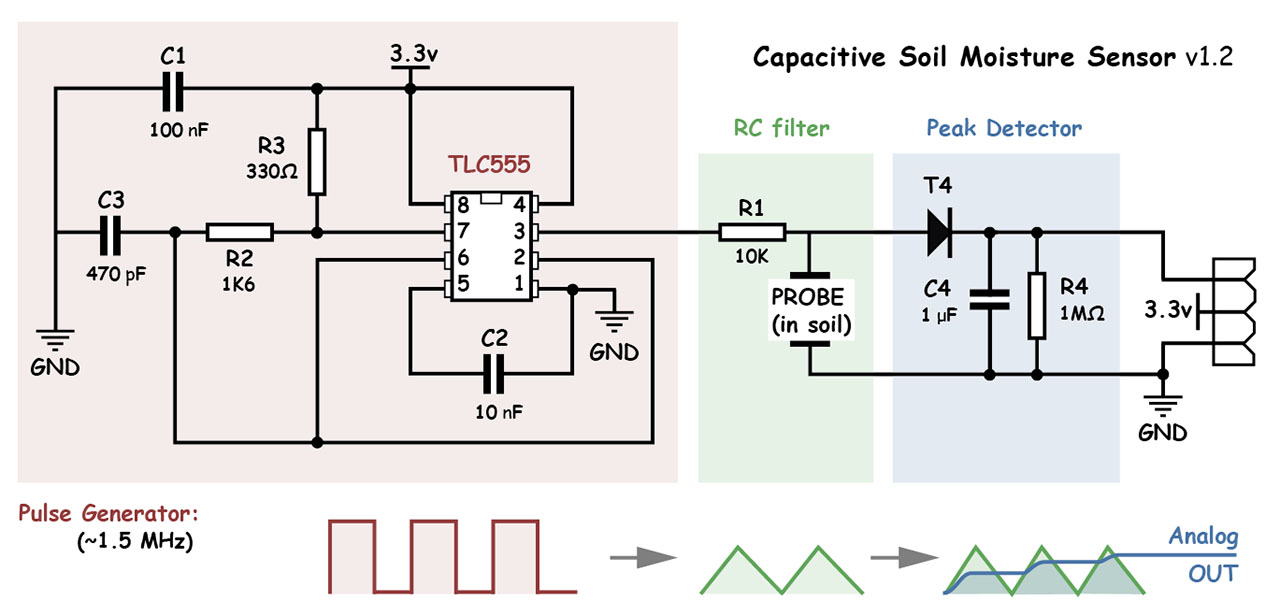 Capacitive Soil Moisture Sensor v1.2
C1
100 nF
3.3v
R3
330Ω
TLC555
C3
470 pF
R2
1K6
8
7
6
5
4
3
2
1
C2
10 nF
GND
GND
RC filter
R1
10K
PROBE
(in soil)
Peak Detector
T4
C4
1 µF
R4
1MΩ
3.3v
GND
Pulse Generator:
(~1.5 MHz)
Analog
OUT